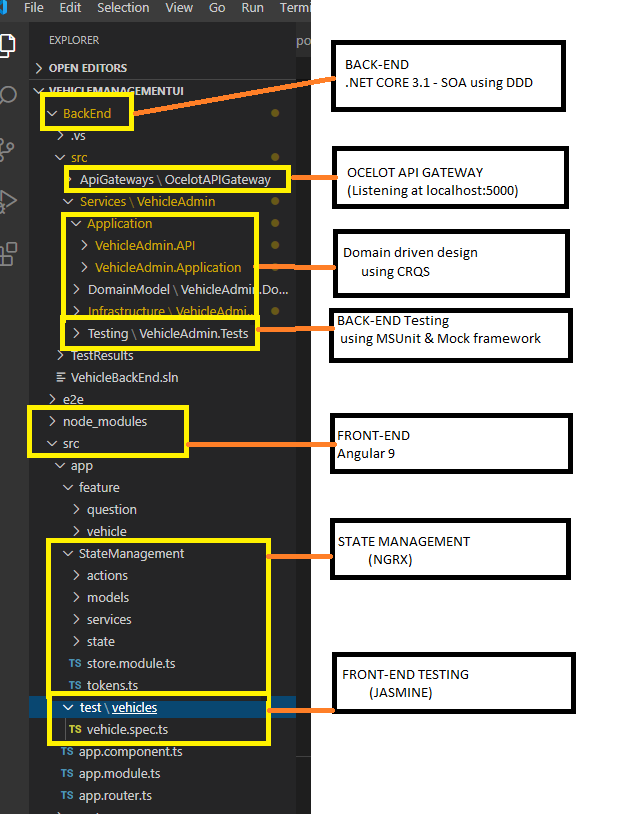 File Edit Selection View Go Run Termi
EXPLORER
OPEN EDITORS
VEHICLEMANAGEMENTUI
BackEnd
.vs
src
ApiGateways \ OcelotAPIGateway
Services \ VehicleAdmin
Application
VehicleAdmin.API
VehicleAdmin.Application
DomainModel \ VehicleAdmin.Do...
Infrastructure \ VehicleAdmi...
Testing \ VehicleAdmin.Tests
TestResults
VehicleBackEnd.sln
e2e
node_modules
src
app
feature
question
vehicle
StateManagement
actions
models
services
state
TS store.module.ts
TS tokens.ts
test \ vehicles
TS vehicle.spec.ts
TS app.component.ts
TS app.module.ts
TS app.router.ts
po
BACK-END
.NET CORE 3.1 - SOA using DDD
OCELOT API GATEWAY
(Listening at localhost:5000)
Domain driven design
using CRQS
BACK-END Testing
using MSUnit & Mock framework
FRONT-END
Angular 9
STATE MANAGEMENT
(NGRX)
FRONT-END TESTING
(JASMINE)